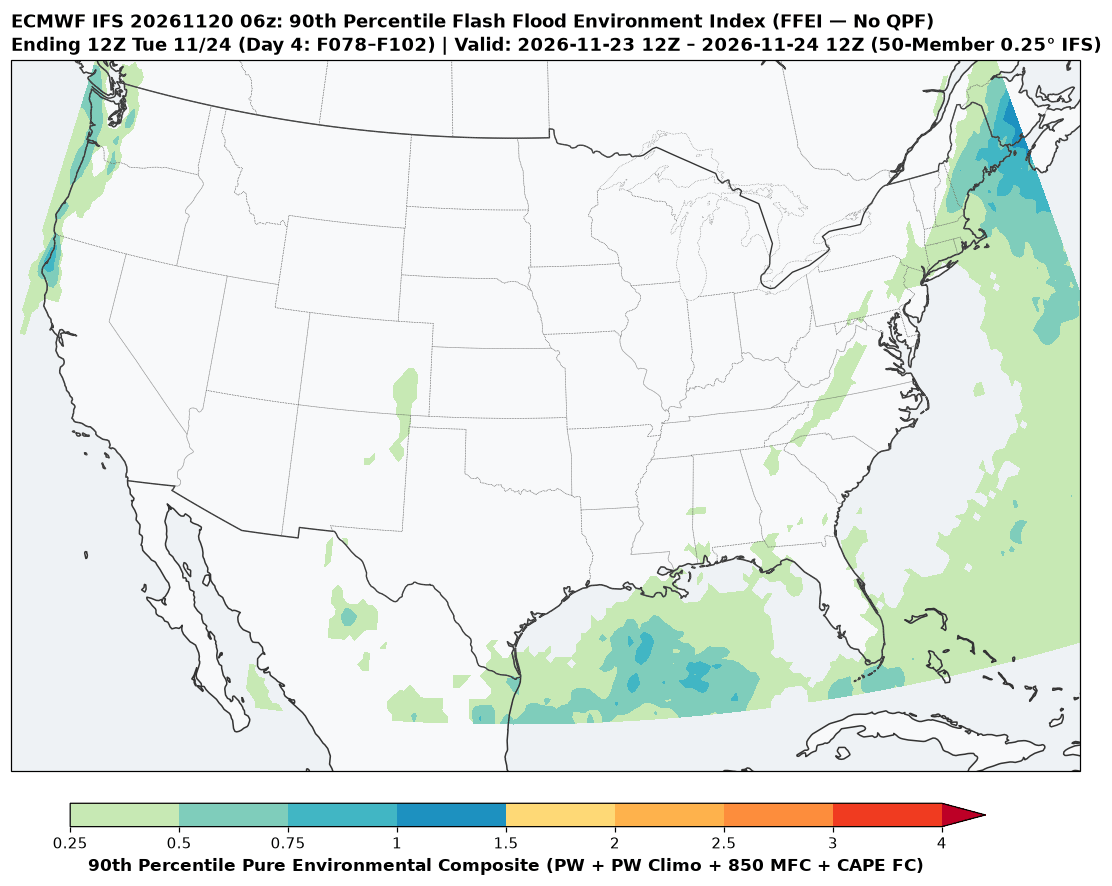 ECMWF IFS 20261120 06z: 90th Percentile Flash Flood Environment Index (FFEI — No QPF)
Ending 12Z Tue 11/24 (Day 4: F078–F102) | Valid: 2026-11-23 12Z – 2026-11-24 12Z (50-Member 0.25° IFS)
0.25 0.5 0.75 1 1.5 2 2.5 3 4
90th Percentile Pure Environmental Composite (PW + PW Climo + 850 MFC + CAPE FC)